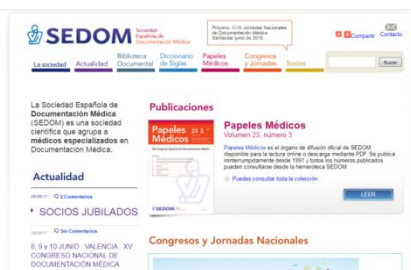 SEDOM
Sociedad
Española de
Documentación Médica
Próximo: XVII Jornadas Nacionales
de Documentación Médica
Santander junio de 2018
Compartir
Contacto
La sociedad
Actualidad
Biblioteca
Documental
Diccionario
de Siglas
Papeles
Médicos
Congresos
y Jornadas
Socios
Buscar
La Sociedad Española de
Documentación Médica
(SEDOM) es una sociedad
científica que agrupa a
médicos especializados en
Documentación Médica.
Actualidad
2 Comentarios
SOCIOS JUBILADOS
Sin Comentarios
8, 9 y 10 JUNIO . VALENCIA . XV
CONGRESO NACIONAL DE
DOCUMENTACIÓN MÉDICA
Publicaciones
Papeles
Médicos
23 3
SEDOM
Papeles Médicos
Volumen 23, número 3
Papeles Médicos es el órgano de difusión oficial de SEDOM,
disponible para la lectura online o descarga mediante PDF. Se publica
ininterrumpidamente desde 1991 y todos los números publicados
pueden consultarse desde la hemeroteca SEDOM.
Puedes consultar toda la colección
LEER
Congresos y Jornadas Nacionales